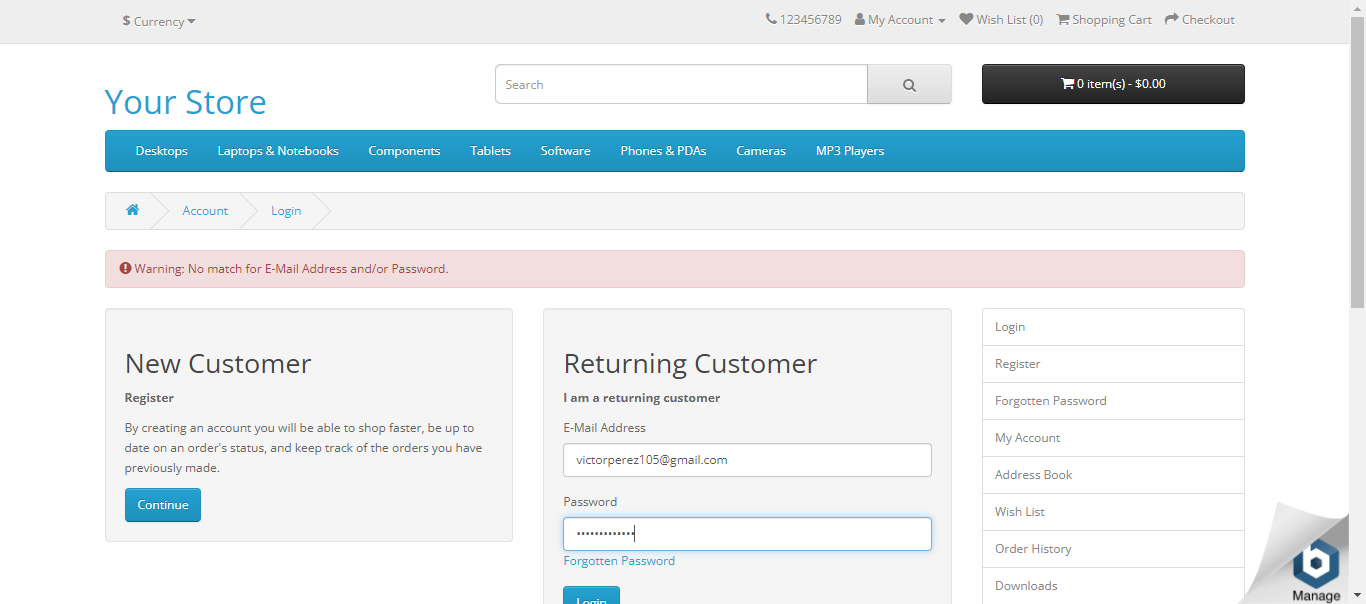 $ Currency
123456789 My Account Wish List (0) Shopping Cart Checkout
Your Store
Search
0 item(s) - $0.00
Desktops Laptops & Notebooks Components Tablets Software Phones & PDAs Cameras MP3 Players
Account Login
Warning: No match for E-Mail Address and/or Password.
New Customer
Register
By creating an account you will be able to shop faster, be up to
date on an order's status, and keep track of the orders you have
previously made.
Continue
Returning Customer
I am a returning customer
E-Mail Address
victorperez105@gmail.com
Password
•••••••••••••
Forgotten Password
Login
Login
Register
Forgotten Password
My Account
Address Book
Wish List
Order History
Downloads
b
Manage